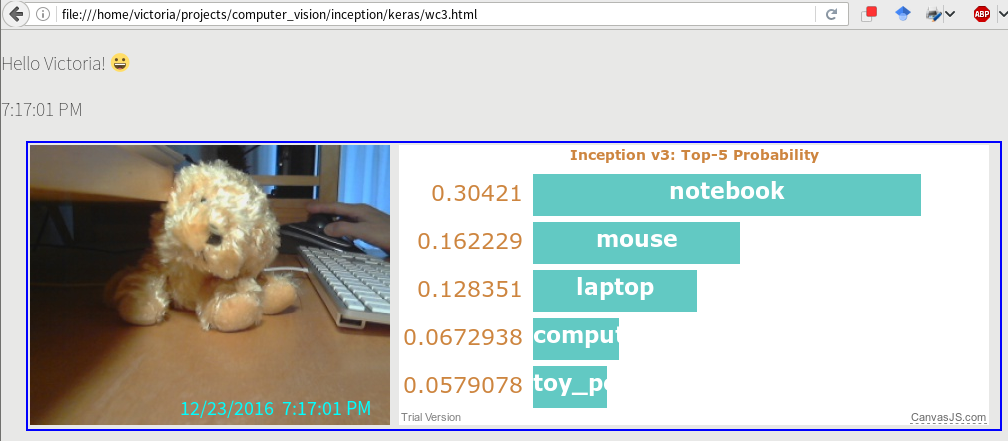 file:///home/victoria/projects/computer_vision/inception/keras/wc3.html
ABP
Hello Victoria! 😀
7:17:01 PM
12/23/2016 7:17:01 PM
Inception v3: Top-5 Probability
0.30421 notebook
0.162229 mouse
0.128351 laptop
0.0672938 comput
0.0579078 toy_po
Trial Version
CanvasJS.com